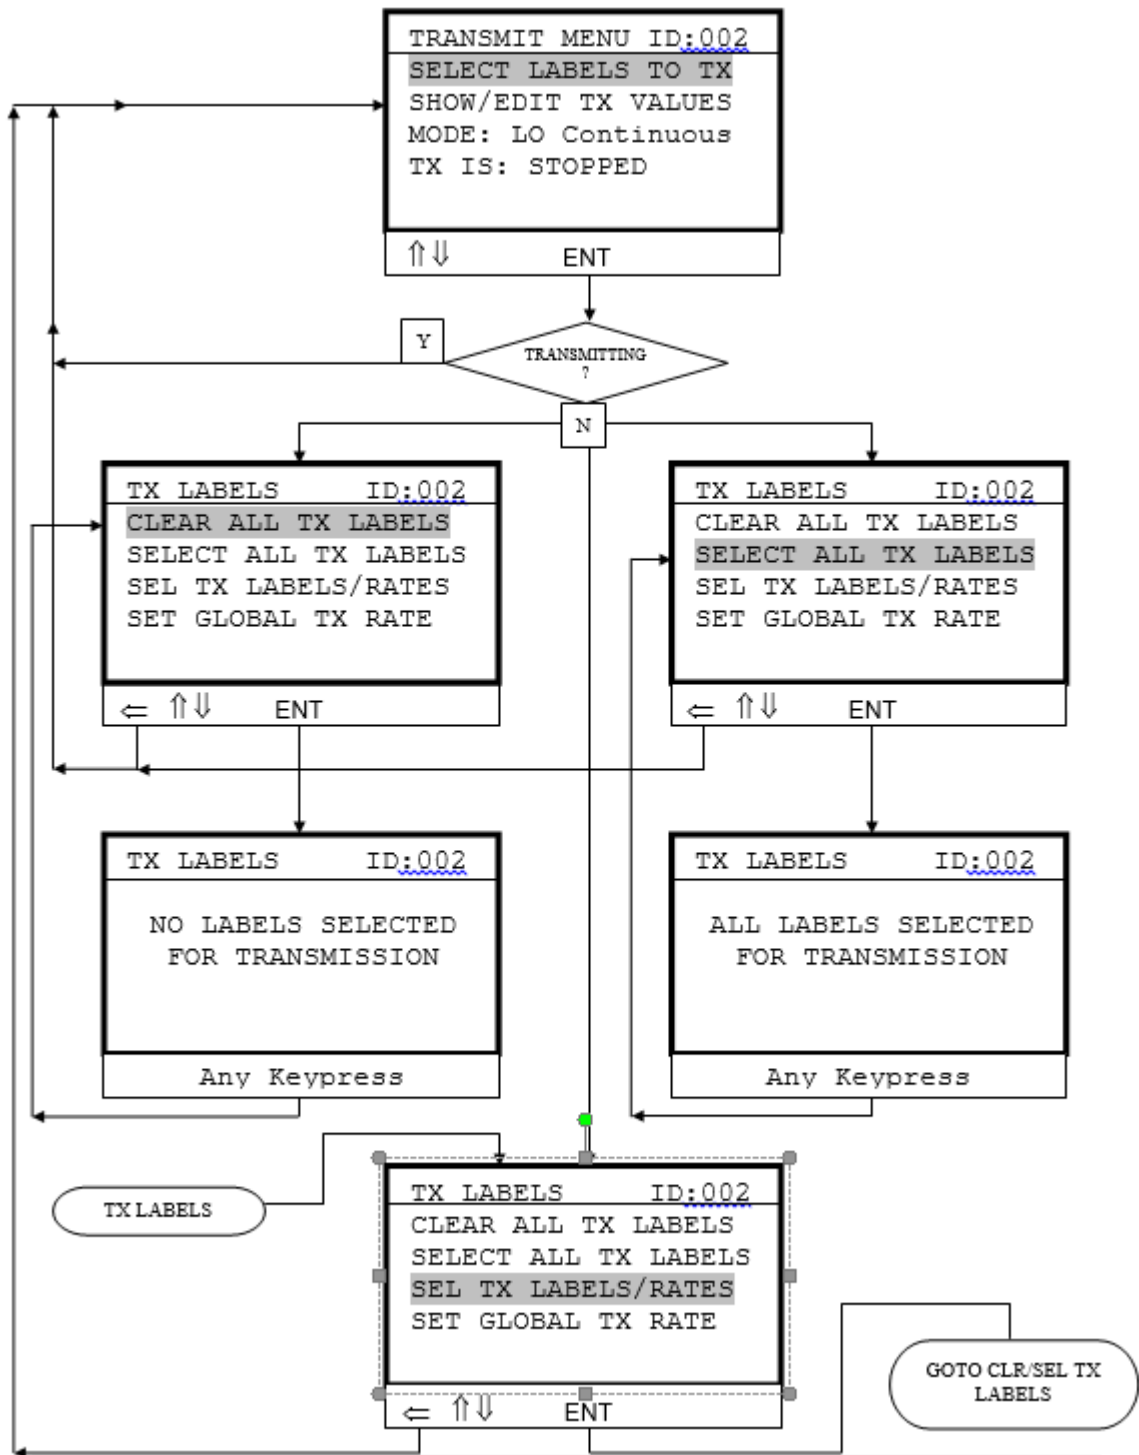 TRANSMIT MENU ID:002
SELECT LABELS TO TX
SHOW/EDIT TX VALUES
MODE: LO Continuous
TX IS: STOPPED
⇑⇓ ENT
Y
TRANSMITTING
?
N
TX LABELS ID:002
CLEAR ALL TX LABELS
SELECT ALL TX LABELS
SEL TX LABELS/RATES
SET GLOBAL TX RATE
⇐ ⇑⇓ ENT
TX LABELS ID:002
CLEAR ALL TX LABELS
SELECT ALL TX LABELS
SEL TX LABELS/RATES
SET GLOBAL TX RATE
⇐ ⇑⇓ ENT
TX LABELS ID:002
NO LABELS SELECTED
FOR TRANSMISSION
Any Keypress
TX LABELS ID:002
ALL LABELS SELECTED
FOR TRANSMISSION
Any Keypress
TX LABELS
TX LABELS ID:002
CLEAR ALL TX LABELS
SELECT ALL TX LABELS
SEL TX LABELS/RATES
SET GLOBAL TX RATE
⇐ ⇑⇓ ENT
GOTO CLR/SEL TX
LABELS